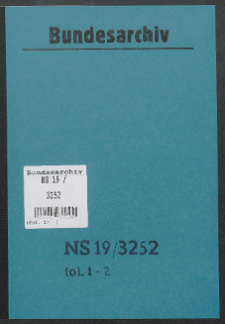 Bundesarchiv
Bundesarchiv
NS 19 /
3252
NS 19/3252
fol. 1-2